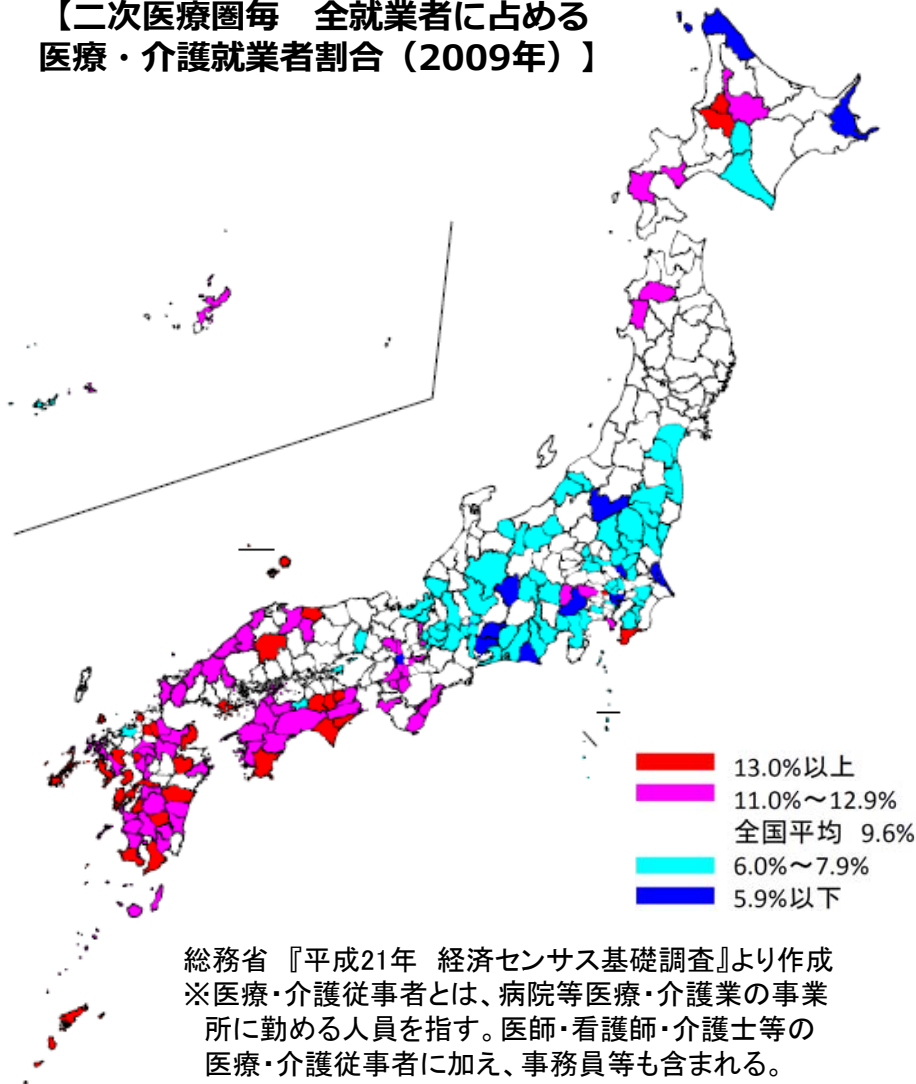 【二次医療圏毎　全就業者に占める
医療・介護就業者割合（2009年）】
13.0%以上
11.0%～12.9%
全国平均 9.6%
6.0%～7.9%
5.9%以下
総務省 『平成21年 経済センサス基礎調査』より作成
※医療・介護従事者とは、病院等医療・介護業の事業
所に勤める人員を指す。医師・看護師・介護士等の
医療・介護従事者に加え、事務員等も含まれる。